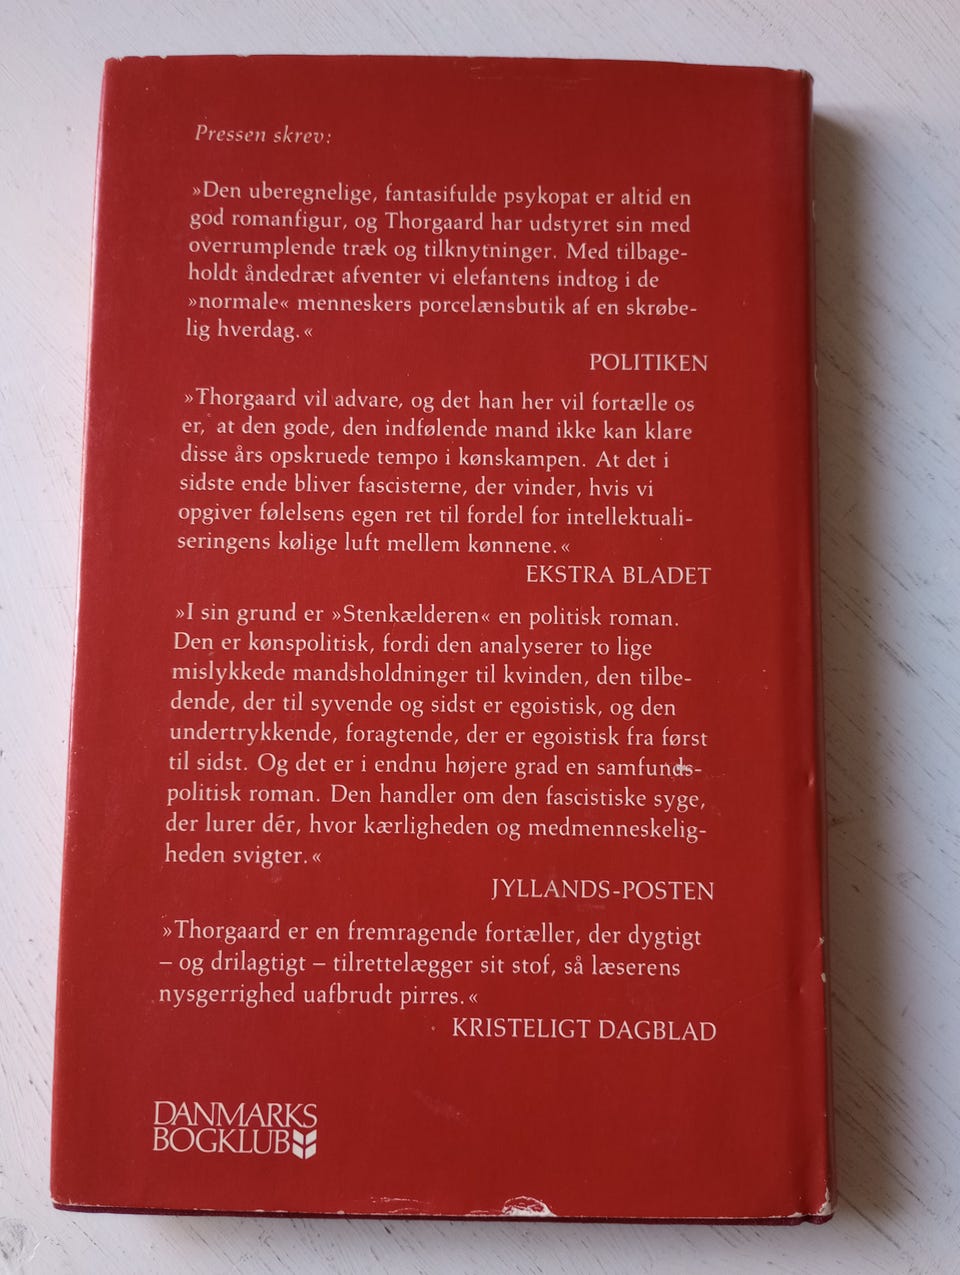 Pressen skrev:
»Den uberegnelige, fantasifulde psykopat er altid en
god romanfigur, og Thorgaard har udstyret sin med
overrumplende træk og tilknytninger. Med tilbage-
holdt åndedræt afventer vi elefantens indtog i de
»normale« menneskers porcelænsbutik af en skrøbe-
lig hverdag.«
POLITIKEN
»Thorgaard vil advare, og det han her vil fortælle os
er, at den gode, den indfølende mand ikke kan klare
disse års opskruede tempo i kønskampen. At det i
sidste ende bliver fascisterne, der vinder, hvis vi
opgiver følelsens egen ret til fordel for intellektuali-
seringens kølige luft mellem kønnene.«
EKSTRA BLADET
»I sin grund er »Stenkælderen« en politisk roman.
Den er kønspolitisk, fordi den analyserer to lige
mislykkede mandsholdninger til kvinden, den tilbe-
dende, der til syvende og sidst er egoistisk, og den
undertrykkende, foragtende, der er egoistisk fra først
til sidst. Og det er i endnu højere grad en samfunds-
politisk roman. Den handler om den fascistiske syge,
der lurer dér, hvor kærligheden og medmenneskelig-
heden svigter.«
JYLLANDS-POSTEN
»Thorgaard er en fremragende fortæller, der dygtigt
– og drilagtigt – tilrettelægger sit stof, så læserens
nysgerrighed uafbrudt pirres.«
KRISTELIGT DAGBLAD
DANMARKS
BOGKLUB